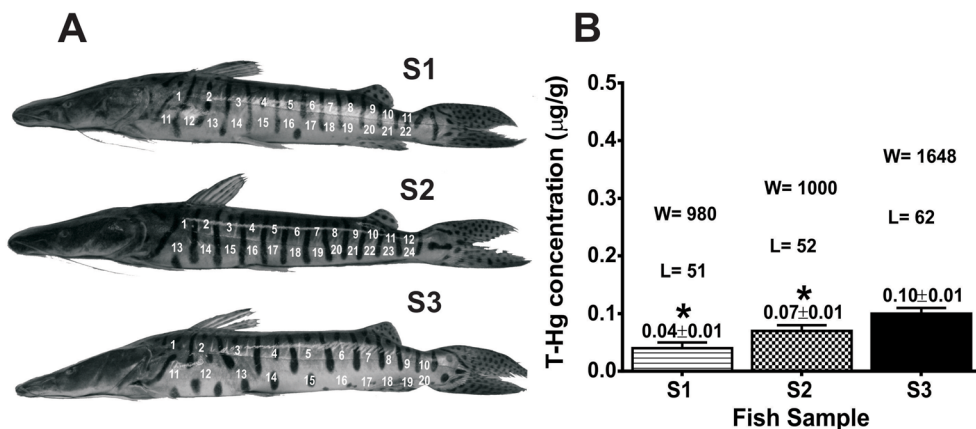 A
S1
1 2 3 4 5 6 7 8 9 10 11
11 12 13 14 15 16 17 18 19 20 21 22
S2
1 2 3 4 5 6 7 8 9 10 11 12
13 14 15 16 17 18 19 20 21 22 23 24
S3
1 2 3 4 5 6 7 8 9 10
11 12 13 14 15 16 17 18 19 20
B
T-Hg concentration (μg/g)
0.5
0.4
0.3
0.2
0.1
0.0
W= 980
L= 51
*
0.04±0.01
W= 1000
L= 52
*
0.07±0.01
W= 1648
L= 62
0.10±0.01
S1 S2 S3
Fish Sample